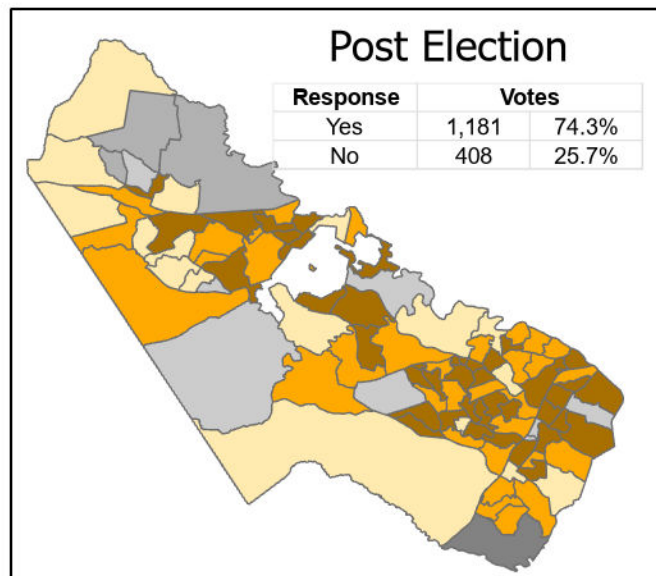 Post Election
Response Votes
Yes 1,181 74.3%
No 408 25.7%